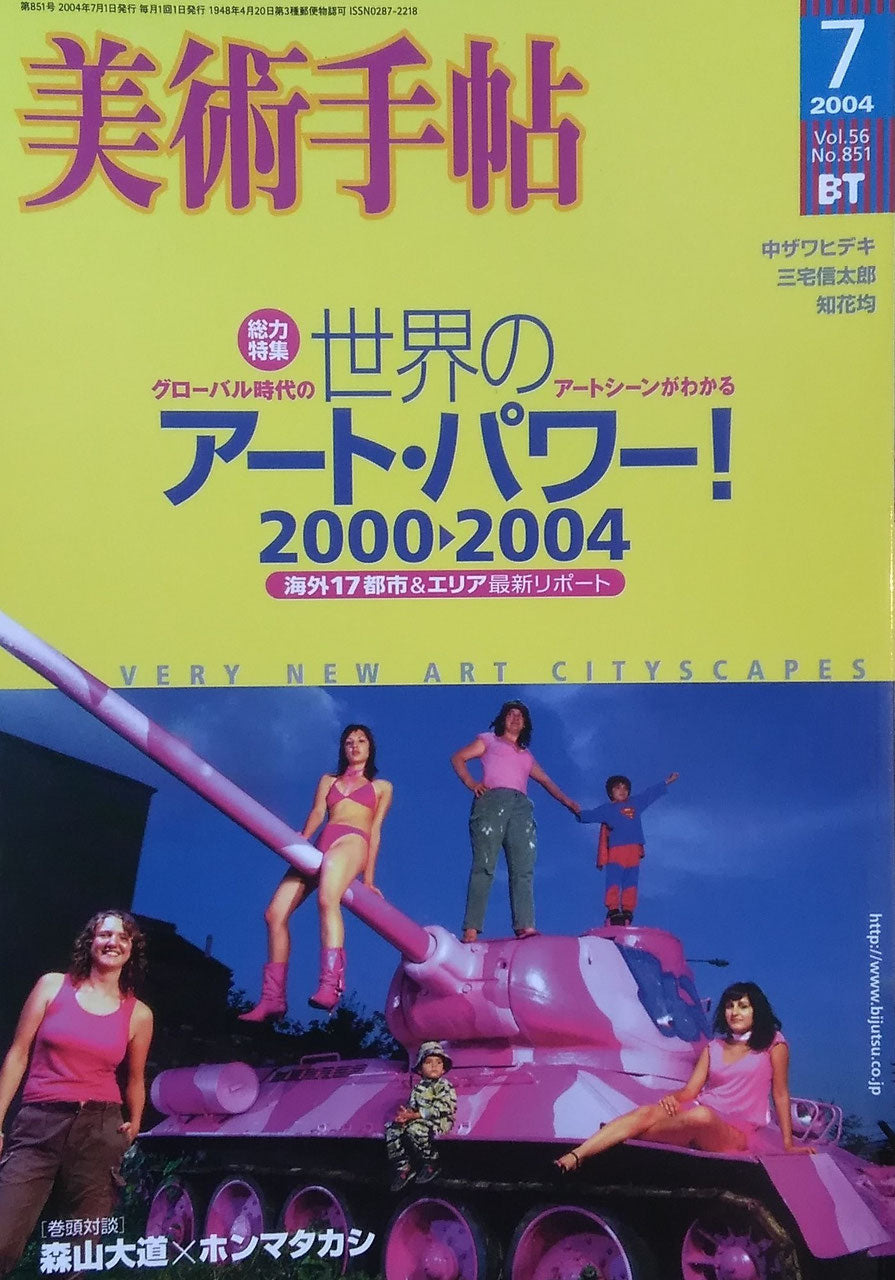 第851号 2004年7月1日発行 毎月1回1日発行 1948年4月20日第3種郵便物認可 ISSN0287-2218
美術手帖
7
2004
Vol.56
No.851
BT
中ザワヒデキ
三宅信太郎
知花均
総力
特集
グローバル時代の
世界の
アートシーンがわかる
アート・パワー!
2000▶2004
海外17都市&エリア最新リポート
VERY NEW ART CITYSCAPES
http://www.bijutsu.co.jp
[巻頭対談]
森山大道×ホンマタカシ